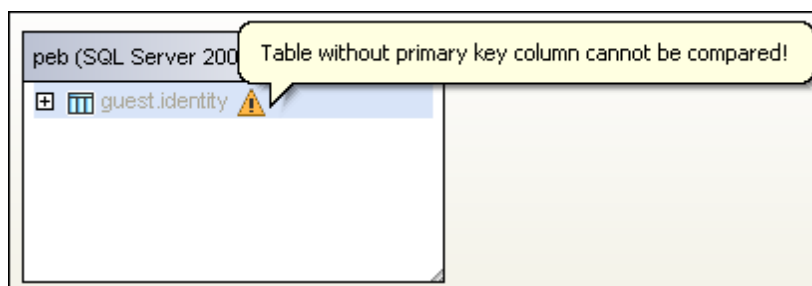 Table without primary key column cannot be compared!
peb (SQL Server 200
guest.identity